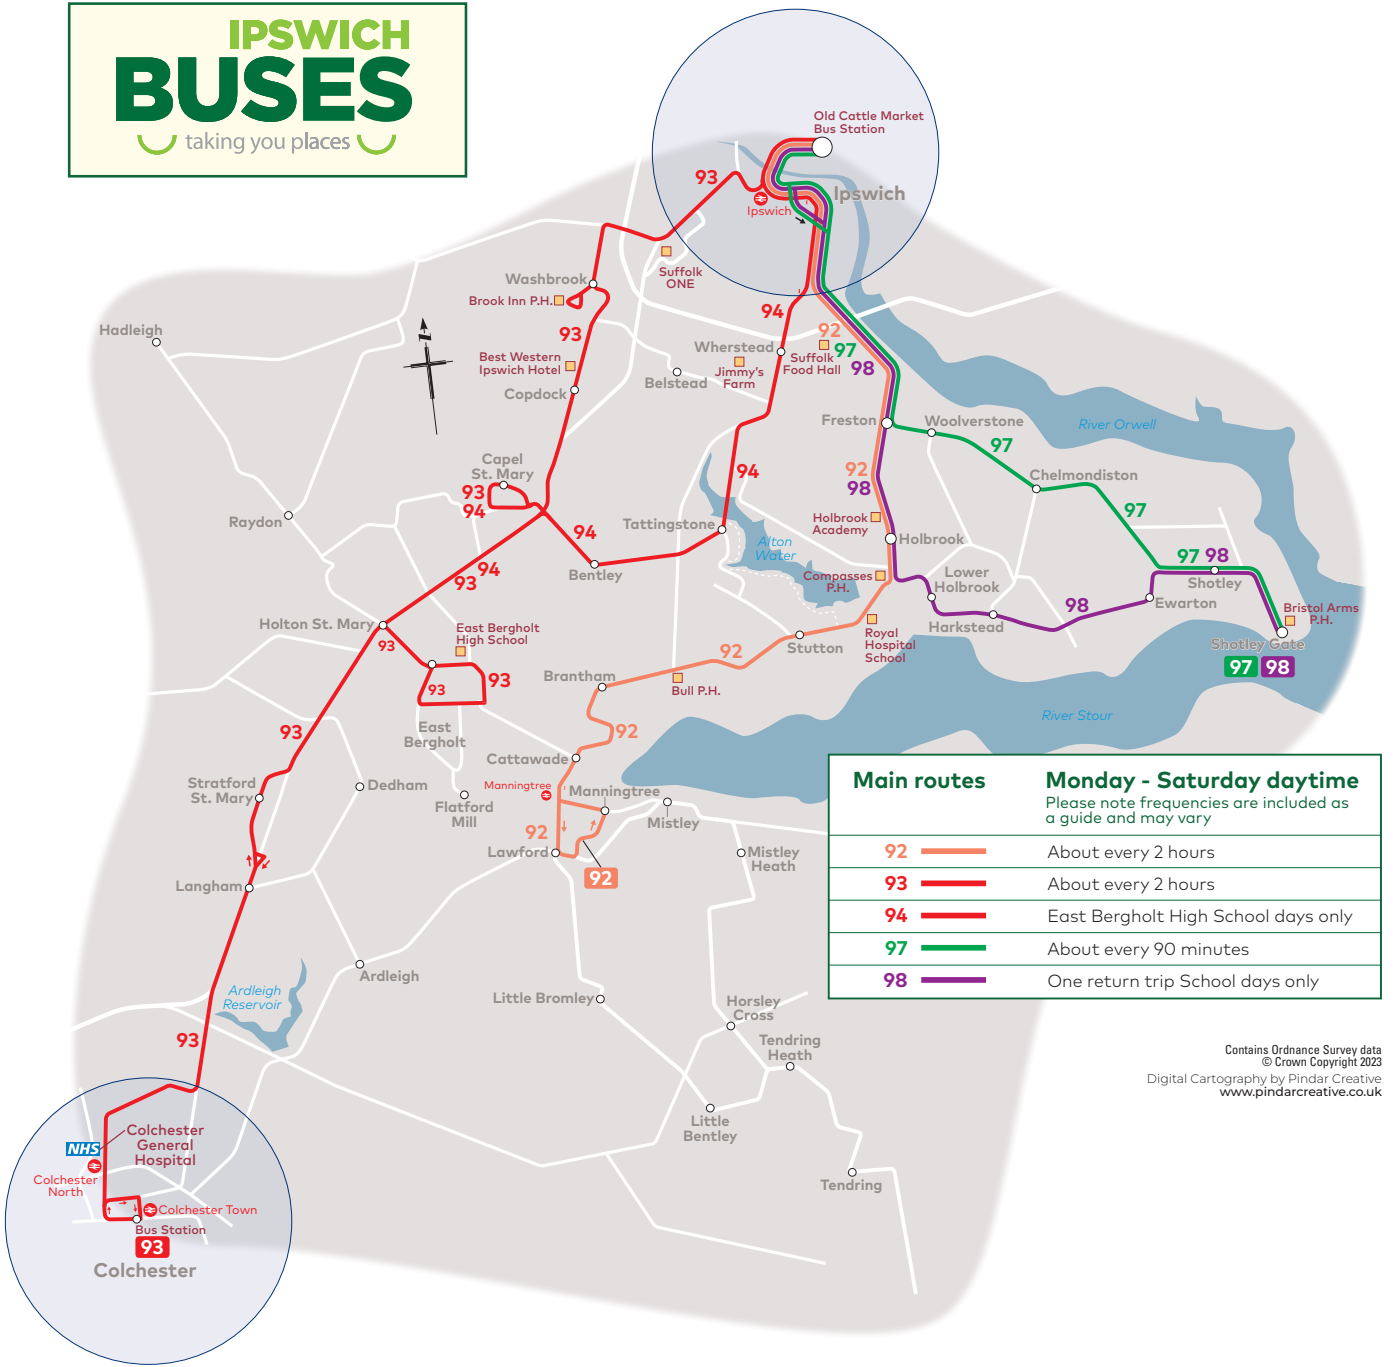 IPSWICH
BUSES
taking you places
Old Cattle Market
Bus Station
Ipswich
Ipswich
93
Suffolk
ONE
Washbrook
Brook Inn P.H.
93
94
Hadleigh
N
Best Western
Ipswich Hotel
Copdock
Wherstead
Jimmy's
Farm
Belstead
92
97
98
Suffolk
Food Hall
Freston
Woolverstone
River Orwell
97
Chelmondiston
97
Capel
St. Mary
93
94
94
92
98
Raydon
94
Tattingstone
Alton
Water
Holbrook
Academy
Holbrook
Bentley
94
93
Compasses
P.H.
Lower
Holbrook
97 98
Shotley
Ewarton
98
Harkstead
Bristol Arms
P.H.
Shotley Gate
97 98
Holton St. Mary
93
East Bergholt
High School
93
93
East
Bergholt
Royal
Hospital
School
Stutton
92
Brantham
Bull P.H.
92
River Stour
93
Cattawade
Stratford
St. Mary
Dedham
Flatford
Mill
Manningtree
Manningtree
Mistley
92
Lawford
92
Mistley
Heath
Langham
Main routes
Monday - Saturday daytime
Please note frequencies are included as
a guide and may vary
92 About every 2 hours
93 About every 2 hours
94 East Bergholt High School days only
97 About every 90 minutes
98 One return trip School days only
Ardleigh
Ardleigh
Reservoir
Little Bromley
Horsley
Cross
Tendring
Heath
93
Little
Bentley
Tendring
Contains Ordnance Survey data
© Crown Copyright 2023
Digital Cartography by Pindar Creative
www.pindarcreative.co.uk
NHS
Colchester
General
Hospital
Colchester
North
Colchester Town
Bus Station
93
Colchester